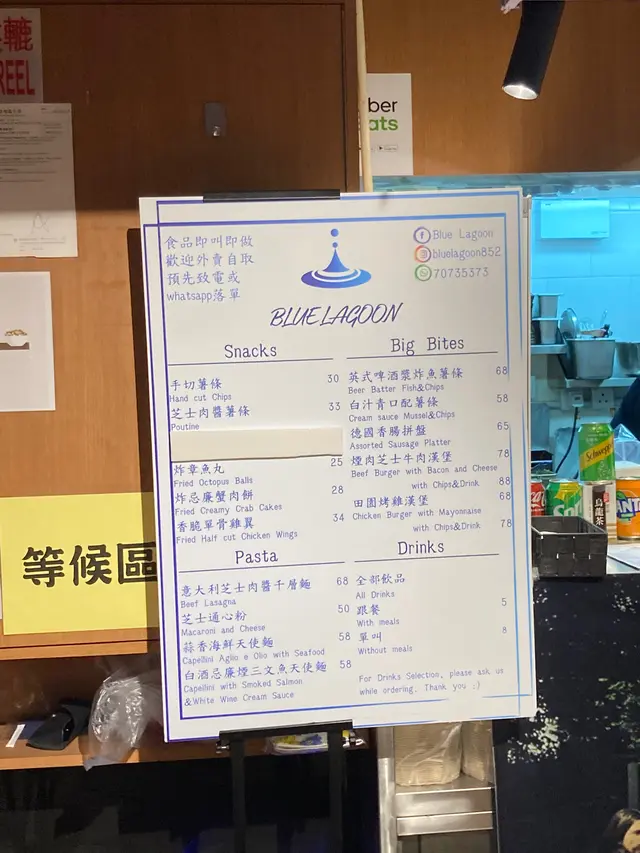 REEL
ber
ats
食品即叫即做
歡迎外賣自取
預先致電或
whatsapp落單
Blue Lagoon
bluelagoon852
70735373
BLUELAGOON
Snacks
手切薯條 30
Hand cut Chips
芝士肉醬薯條 33
Poutine
炸章魚丸 25
Fried Octopus Balls
炸忌廉蟹肉餅 28
Fried Creamy Crab Cakes
香脆單骨雞翼 34
Fried Half cut Chicken Wings
Pasta
意大利芝士肉醬千層麵 68
Beef Lasagna
芝士通心粉 50
Macaroni and Cheese
蒜香海鮮天使麵 58
Capellini Aglio e Olio with Seafood
白酒忌廉煙三文魚天使麵 58
Capellini with Smoked Salmon
&White Wine Cream Sauce
Big Bites
英式啤酒漿炸魚薯條 68
Beer Batter Fish&Chips
白汁青口配薯條 58
Cream sauce Mussel&Chips
德國香腸拼盤 65
Assorted Sausage Platter
煙肉芝士牛肉漢堡 78
Beef Burger with Bacon and Cheese
with Chips&Drink 88
田園烤雞漢堡 68
Chicken Burger with Mayonnaise
with Chips&Drink 78
Drinks
全部飲品
All Drinks
跟餐 5
With meals
單叫 8
Without meals
For Drinks Selection, please ask us
while ordering. Thank you :)
等候區
Schweppes
烏龍茶
FANTA